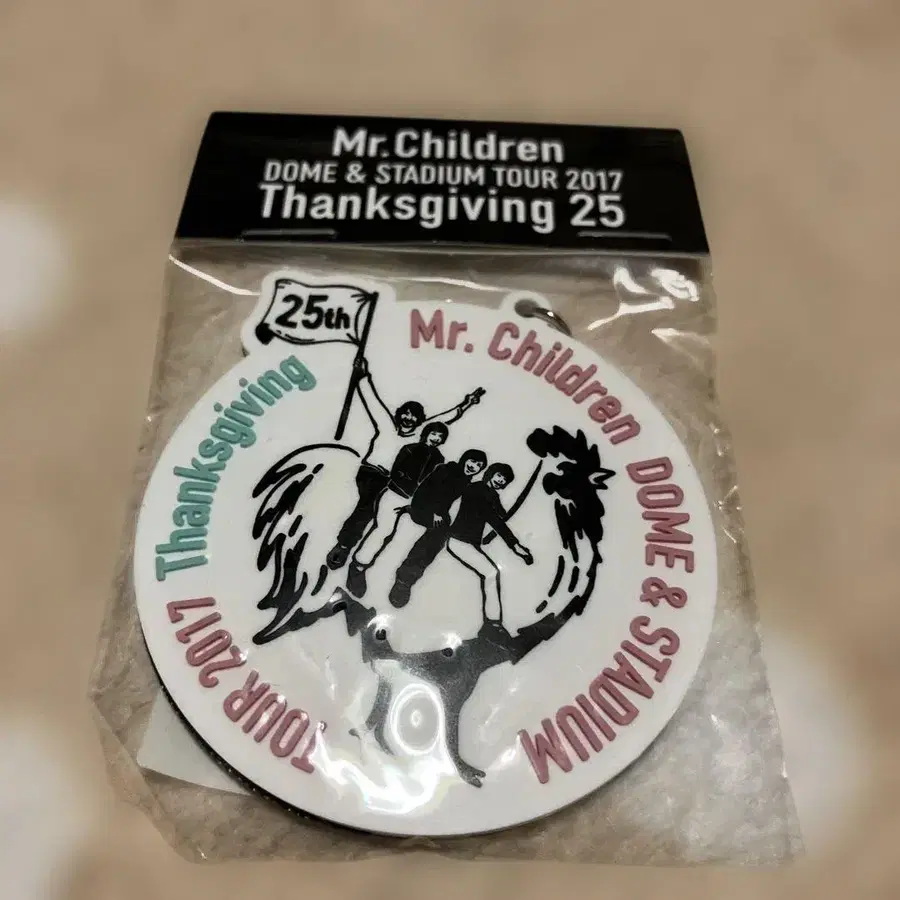 Mr.Children
DOME & STADIUM TOUR 2017
Thanksgiving 25
25th
Mr. Children DOME & STADIUM
TOUR 2017 Thanksgiving